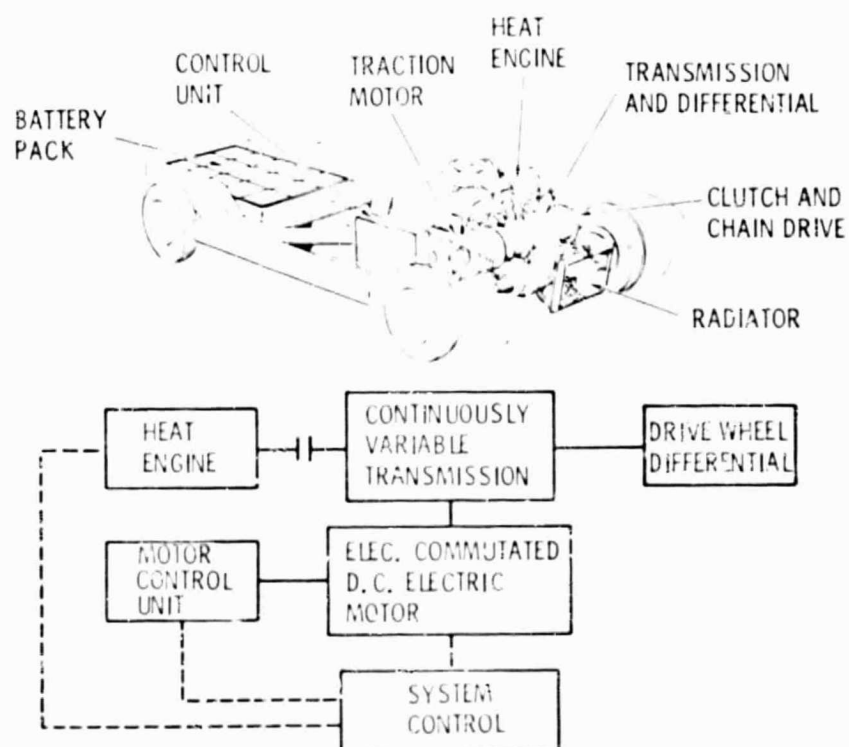 HEAT
ENGINE
CONTROL
UNIT
TRACTION
MOTOR
TRANSMISSION
AND DIFFERENTIAL
BATTERY
PACK
CLUTCH AND
CHAIN DRIVE
RADIATOR
HEAT
ENGINE
CONTINUOUSLY
VARIABLE
TRANSMISSION
DRIVE WHEEL
DIFFERENTIAL
MOTOR
CONTROL
UNIT
ELEC. COMMUTATED
D.C. ELECTRIC
MOTOR
SYSTEM
CONTROL